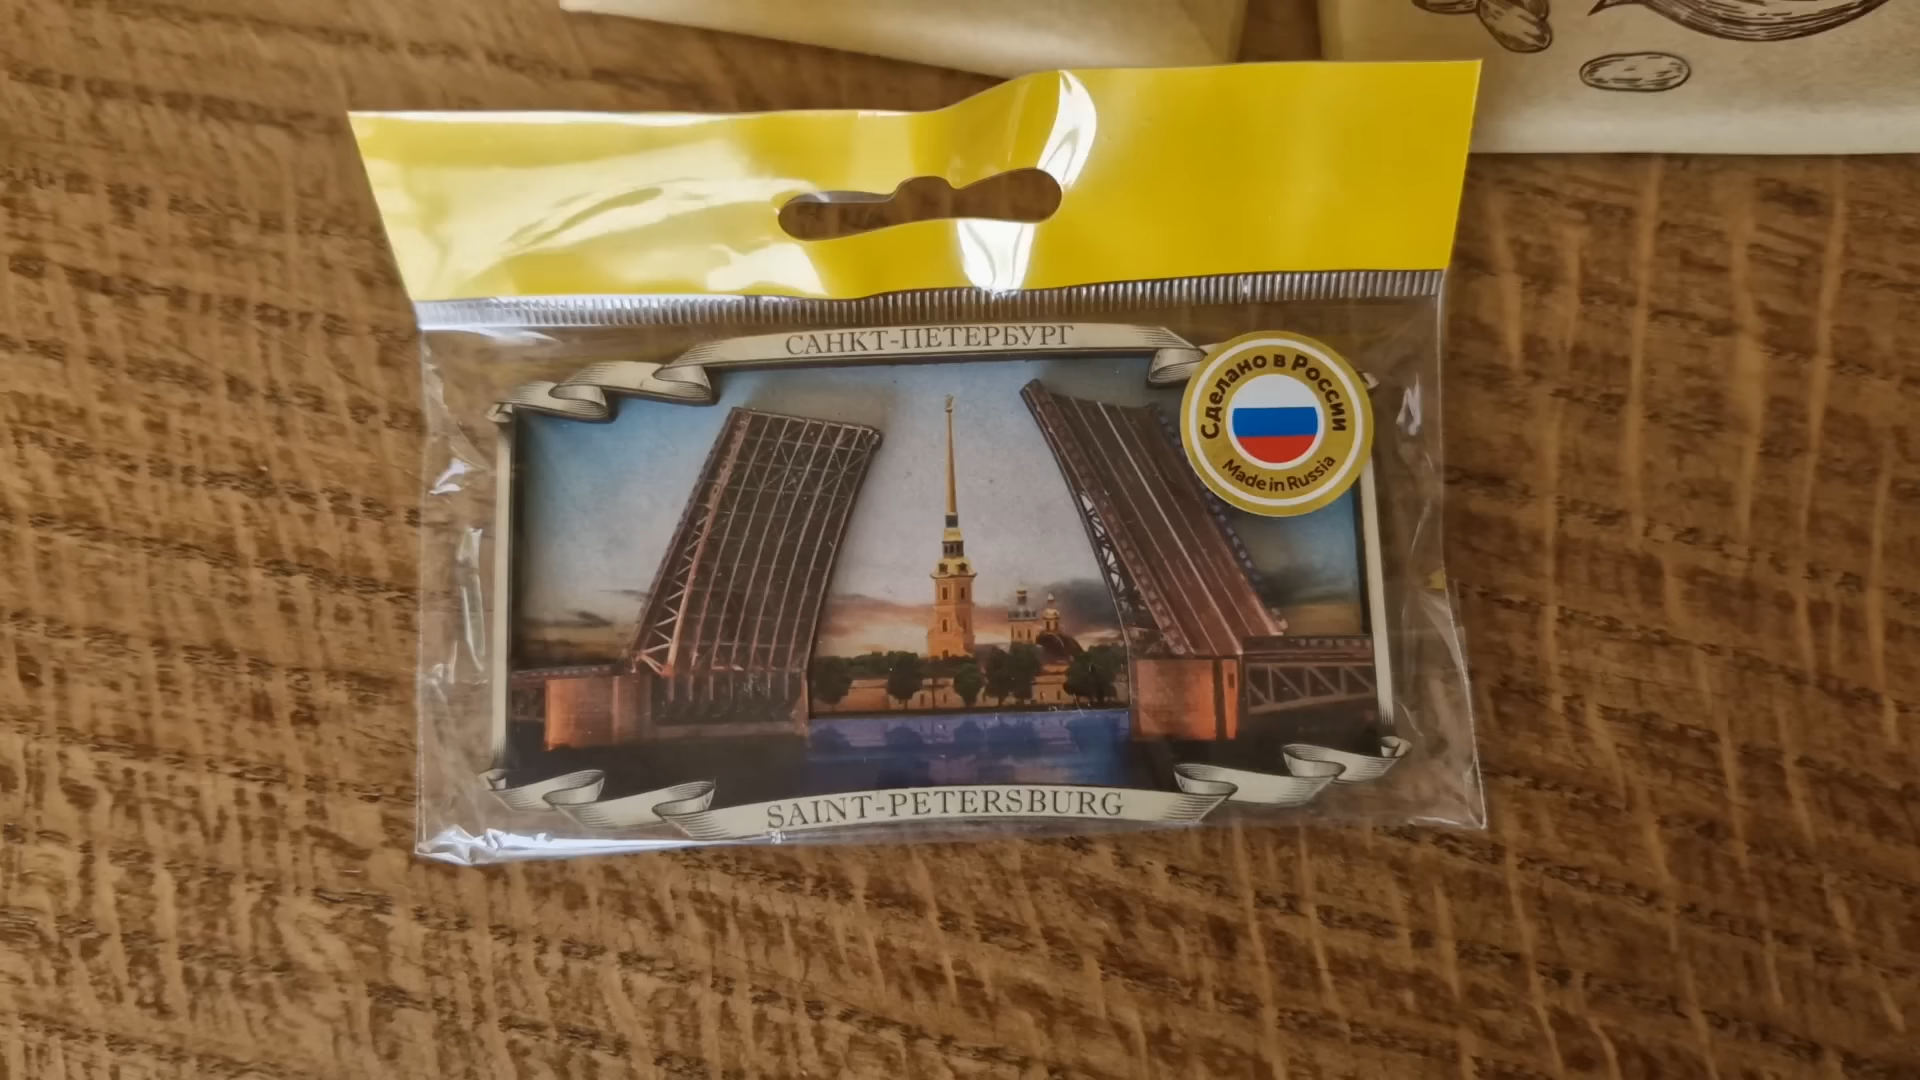 САНКТ-ПЕТЕРБУРГ
Сделано в России
Made in Russia
SAINT-PETERSBURG